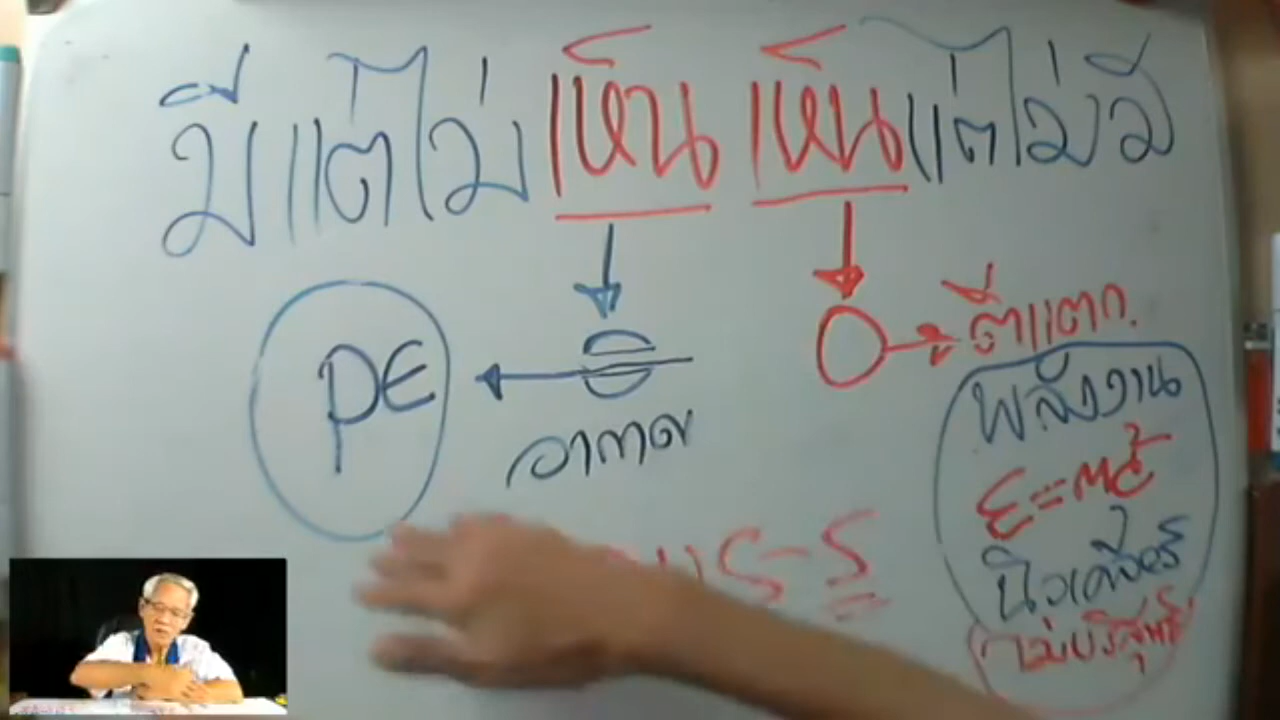 มีแต่ไม่เห็น เห็นแต่ไม่มี
PE
อากาศ
ตีแตก.
พลังงาน
E=mc²
นิวเคลียร์
ไม่บริสุทธิ์